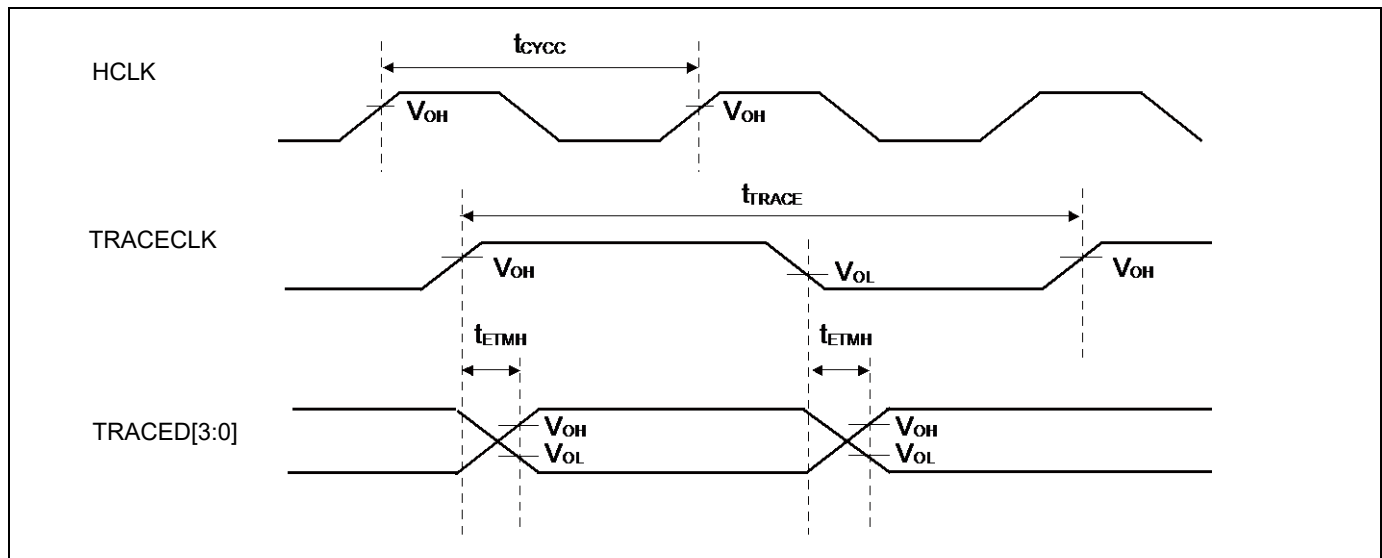 tCYCC
HCLK
VOH VOH
tTRACE
TRACECLK
VOH VOL VOH
tETMH tETMH
TRACED[3:0]
VOH VOH
VOL VOL